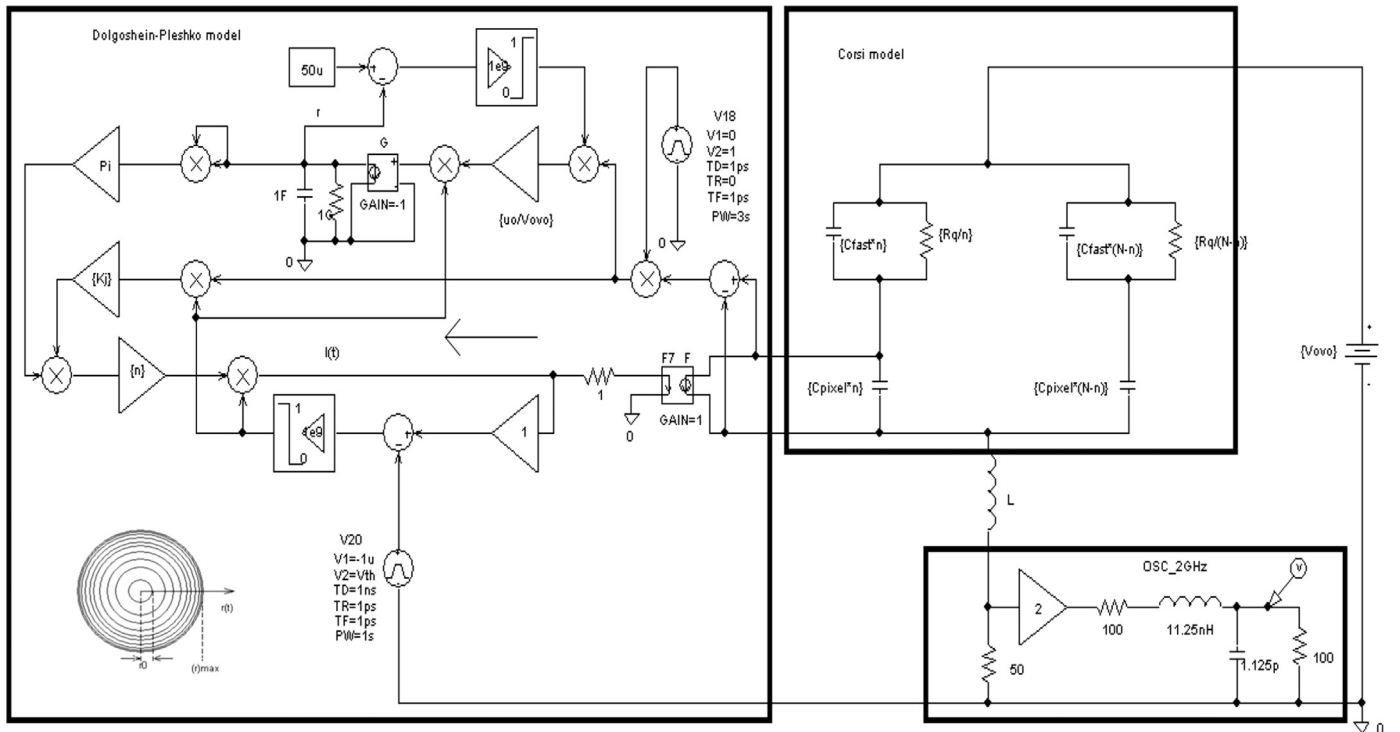 Dolgoshein-Pleshko model
Corsi model
50u
+
-
1e9
1
0
r
V18
V1=0
V2=1
TD=1ps
TR=0
TF=1ps
PW=3s
0
Pi
G
+
-
1F
1G
GAIN=-1
{uo/Vovo}
0
{Cfast*n}
{Rq/n}
{Cfast*(N-n)}
{Rq/(N-n)}
{Kj}
+
-
I(t)
{n}
F7 F
1
GAIN=1
0
{Cpixel*n}
{Cpixel*(N-n)}
{Vovo}
1
0
+
-
1
L
V20
V1=-1u
V2=Vth
TD=1ns
TR=1ps
TF=1ps
PW=1s
OSC_2GHz
V
2
100
11.25nH
50
1.125p
100
r(t)
r0
(r)max
0